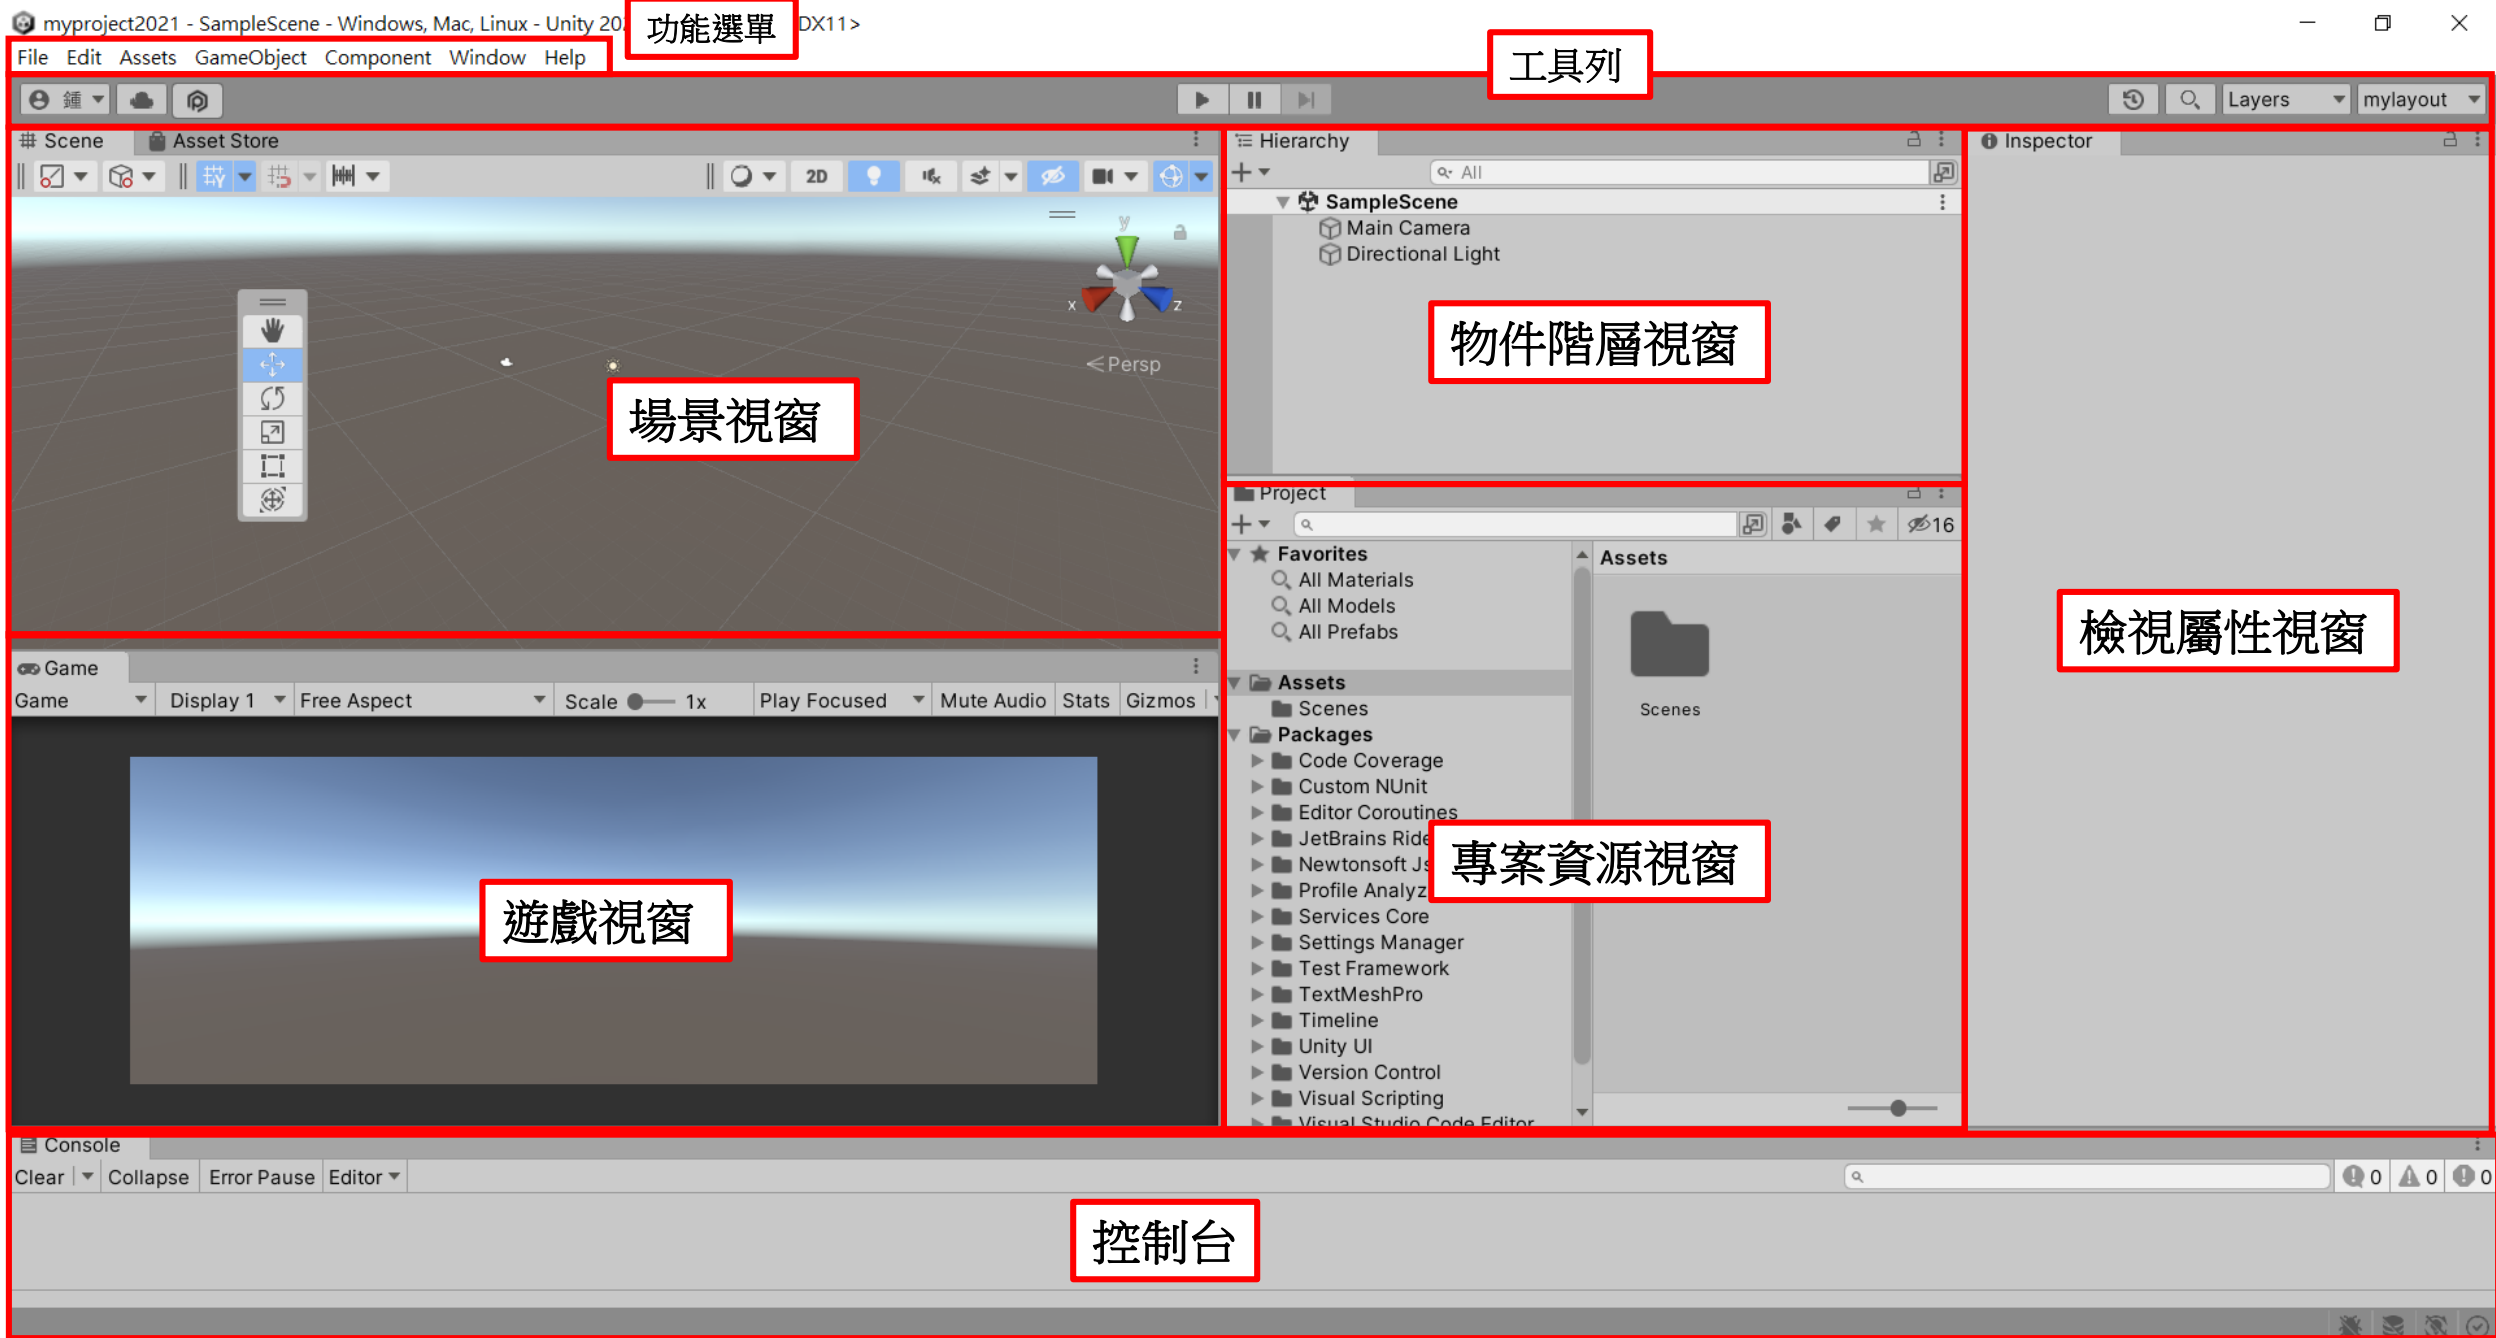 myproject2021 - SampleScene - Windows, Mac, Linux - Unity 20
DX11>
功能選單
File Edit Assets GameObject Component Window Help
工具列
鍾
Layers
mylayout
Scene
Asset Store
2D
y
x
z
Persp
場景視窗
Hierarchy
All
SampleScene
Main Camera
Directional Light
物件階層視窗
Inspector
檢視屬性視窗
Project
16
Favorites
All Materials
All Models
All Prefabs
Assets
Scenes
Packages
Code Coverage
Custom NUnit
Editor Coroutines
JetBrains Ride
Newtonsoft Js
Profile Analyz
Services Core
Settings Manager
Test Framework
TextMeshPro
Timeline
Unity UI
Version Control
Visual Scripting
Visual Studio Code Editor
Assets
Scenes
專案資源視窗
Game
Game Display 1 Free Aspect Scale 1x Play Focused Mute Audio Stats Gizmos
遊戲視窗
Console
Clear Collapse Error Pause Editor
0 0 0
控制台